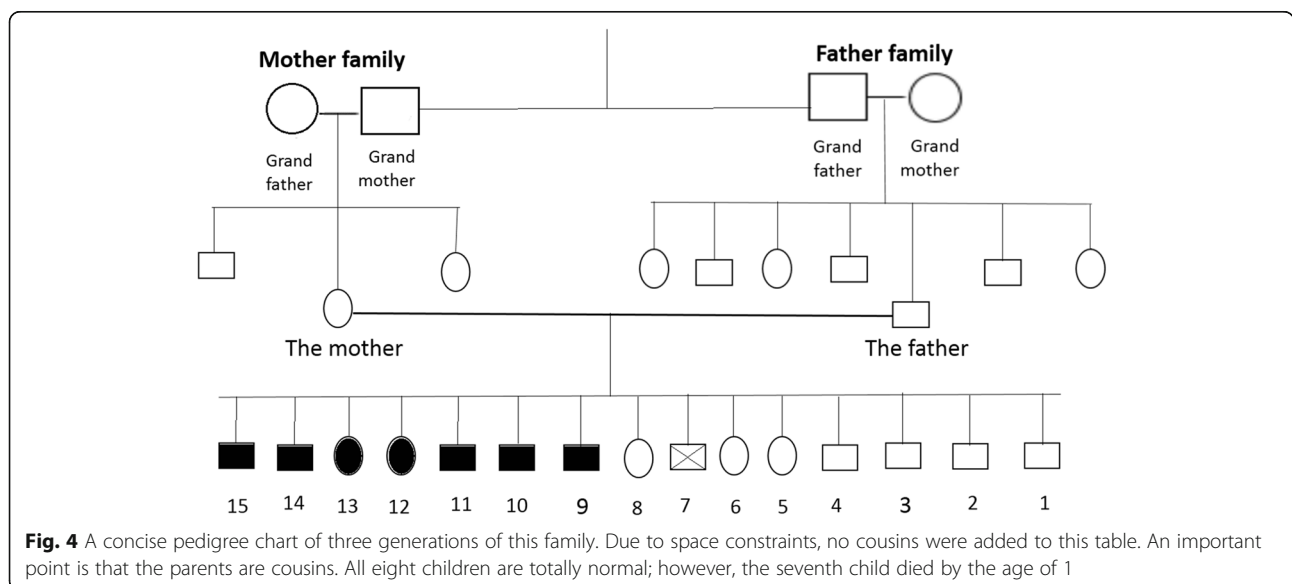 Mother family
Father family
Grand
father
Grand
mother
Grand
father
Grand
mother
The mother
The father
15 14 13 12 11 10 9 8 7 6 5 4 3 2 1
Fig. 4 A concise pedigree chart of three generations of this family. Due to space constraints, no cousins were added to this table. An important
point is that the parents are cousins. All eight children are totally normal; however, the seventh child died by the age of 1